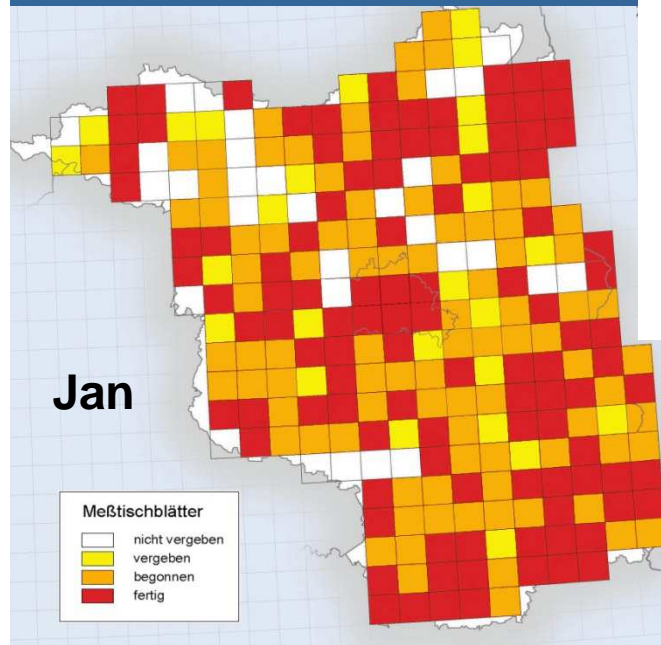 Jan
Meßtischblätter
nicht vergeben
vergeben
begonnen
fertig